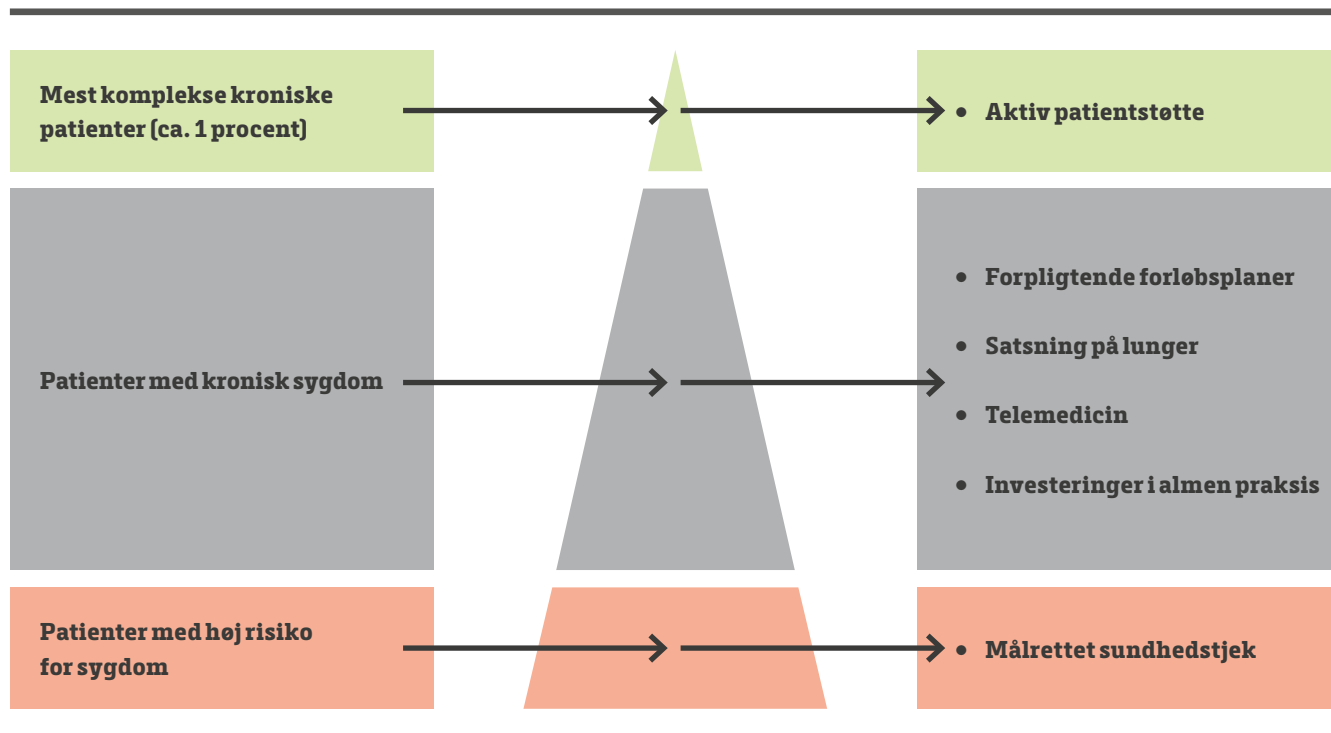 Mest komplekse kroniske
patienter (ca. 1 procent)
• Aktiv patientstøtte
Patienter med kronisk sygdom
• Forpligtende forløbsplaner
• Satsning på lunger
• Telemedicin
• Investeringer i almen praksis
Patienter med høj risiko
for sygdom
• Målrettet sundhedstjek